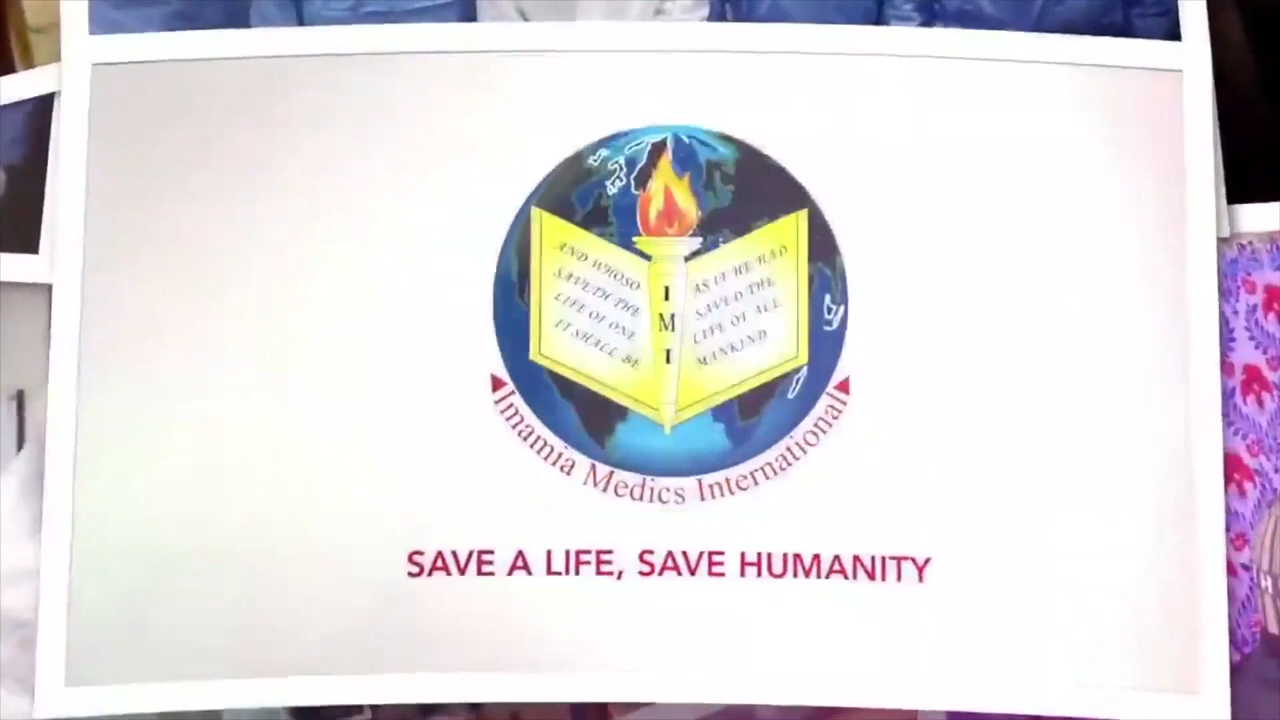 AND WHOSO
SAVETH THE
LIFE OF ONE
IT SHALL BE
I
M
I
AS IF HE HAD
SAVED THE
LIFE OF ALL
MANKIND
Imamia Medics International
SAVE A LIFE, SAVE HUMANITY